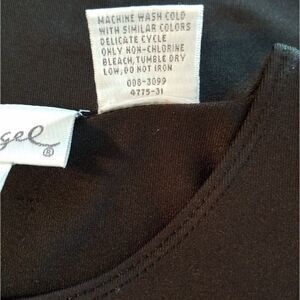 MACHINE WASH COLD
WITH SIMILAR COLORS
DELICATE CYCLE
ONLY NON-CHLORINE
BLEACH, TUMBLE DRY
LOW, DO NOT IRON
008-3099
4775-31
gel
®